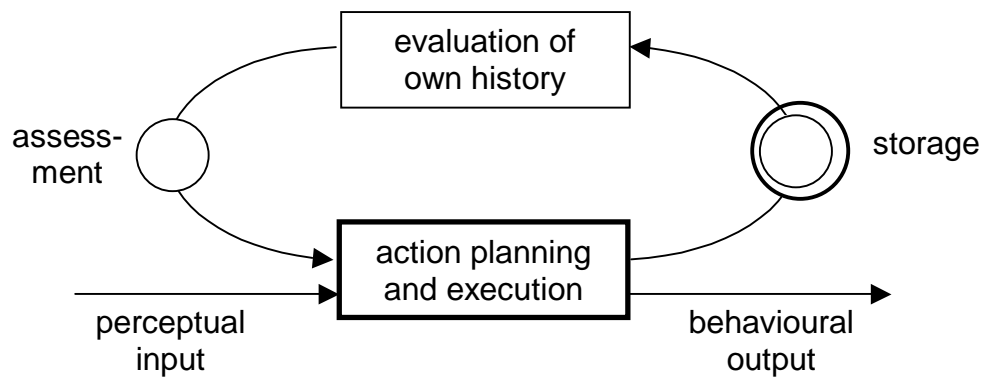 evaluation of
own history
assess-
ment
storage
action planning
and execution
perceptual
input
behavioural
output